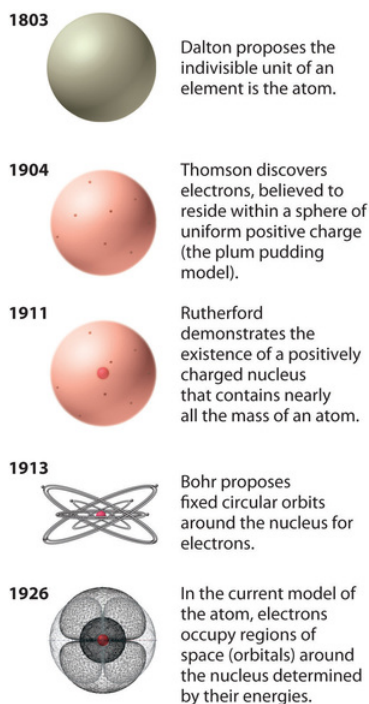 1803
Dalton proposes the
indivisible unit of an
element is the atom.
1904
Thomson discovers
electrons, believed to
reside within a sphere of
uniform positive charge
(the plum pudding
model).
1911
Rutherford
demonstrates the
existence of a positively
charged nucleus
that contains nearly
all the mass of an atom.
1913
Bohr proposes
fixed circular orbits
around the nucleus for
electrons.
1926
In the current model of
the atom, electrons
occupy regions of
space (orbitals) around
the nucleus determined
by their energies.